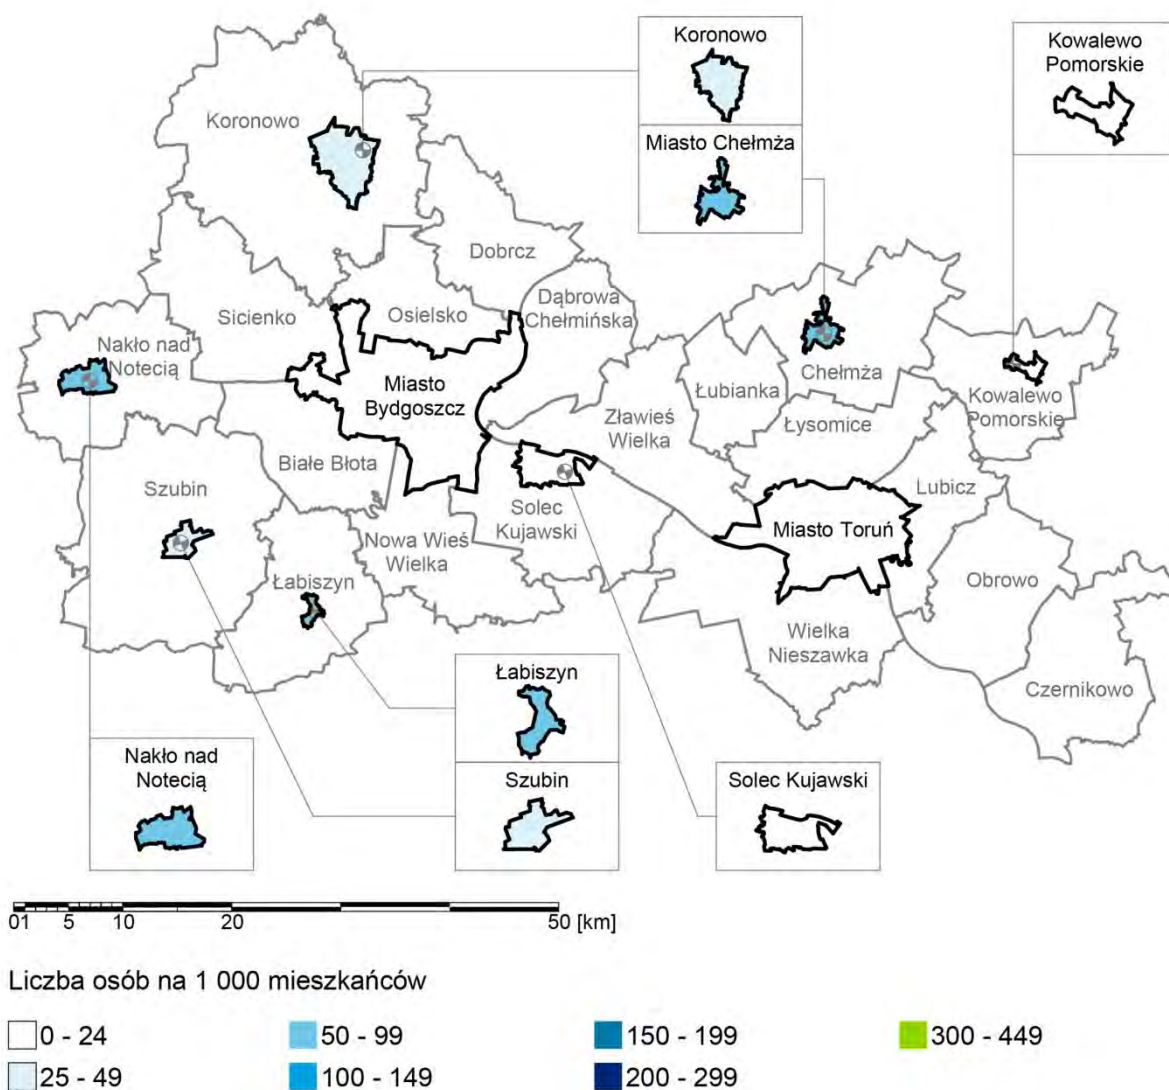 Koronowo
Kowalewo
Pomorskie
Miasto Chełmża
Koronowo
Dobrcz
Dąbrowa
Chełmińska
Sicienko
Osielsko
Nakło nad
Notecią
Miasto
Bydgoszcz
Łubianka
Chełmża
Kowalewo
Pomorskie
Zławieś
Wielka
Łysomice
Białe Błota
Szubin
Solec
Kujawski
Lubicz
Miasto Toruń
Nowa Wieś
Wielka
Łabiszyn
Obrowo
Wielka
Nieszawka
Czernikowo
Łabiszyn
Nakło nad
Notecią
Szubin
Solec Kujawski
01 5 10 20 50 [km]
Liczba osób na 1 000 mieszkańców
0 - 24
50 - 99
150 - 199
300 - 449
25 - 49
100 - 149
200 - 299